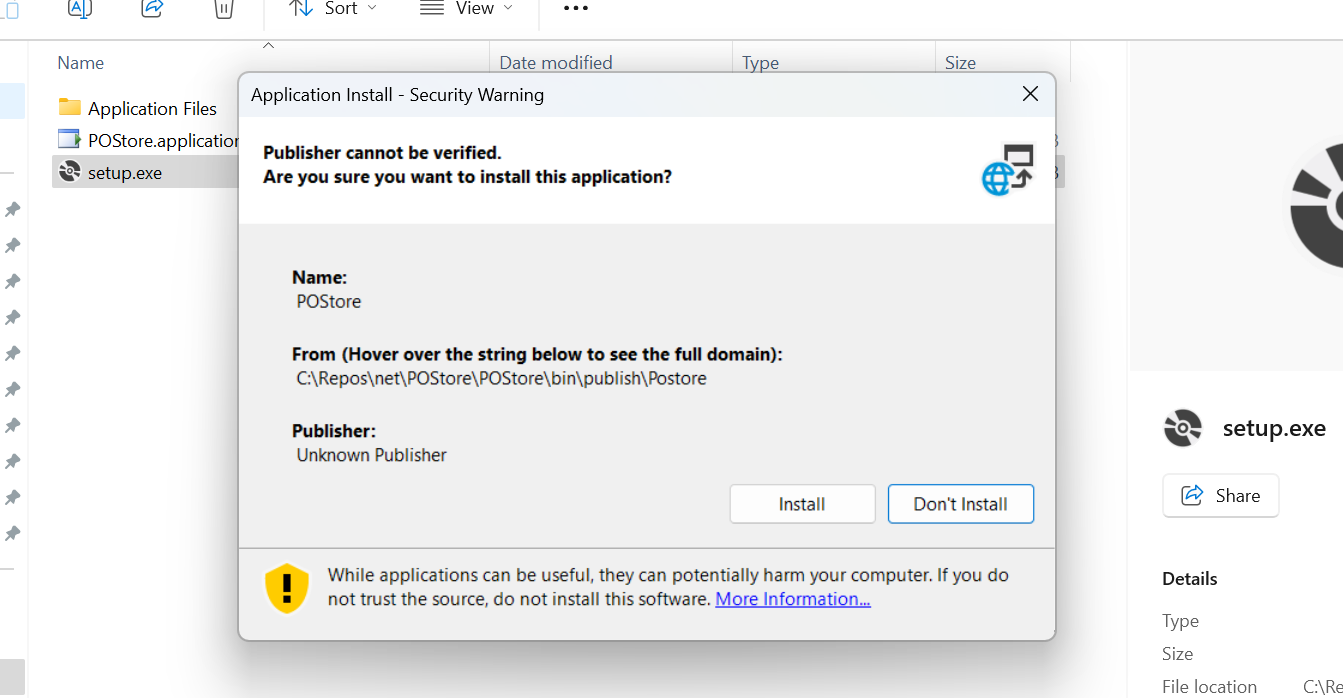 Sort
View
Name
Date modified
Type
Size
Application Files
POStore.application
setup.exe
Application Install - Security Warning
Publisher cannot be verified.
Are you sure you want to install this application?
Name:
POStore
From (Hover over the string below to see the full domain):
C:\Repos\net\POStore\POStore\bin\publish\Postore
Publisher:
Unknown Publisher
Install
Don't Install
While applications can be useful, they can potentially harm your computer. If you do
not trust the source, do not install this software. More Information...
setup.exe
Share
Details
Type
Size
File location
C:\Re